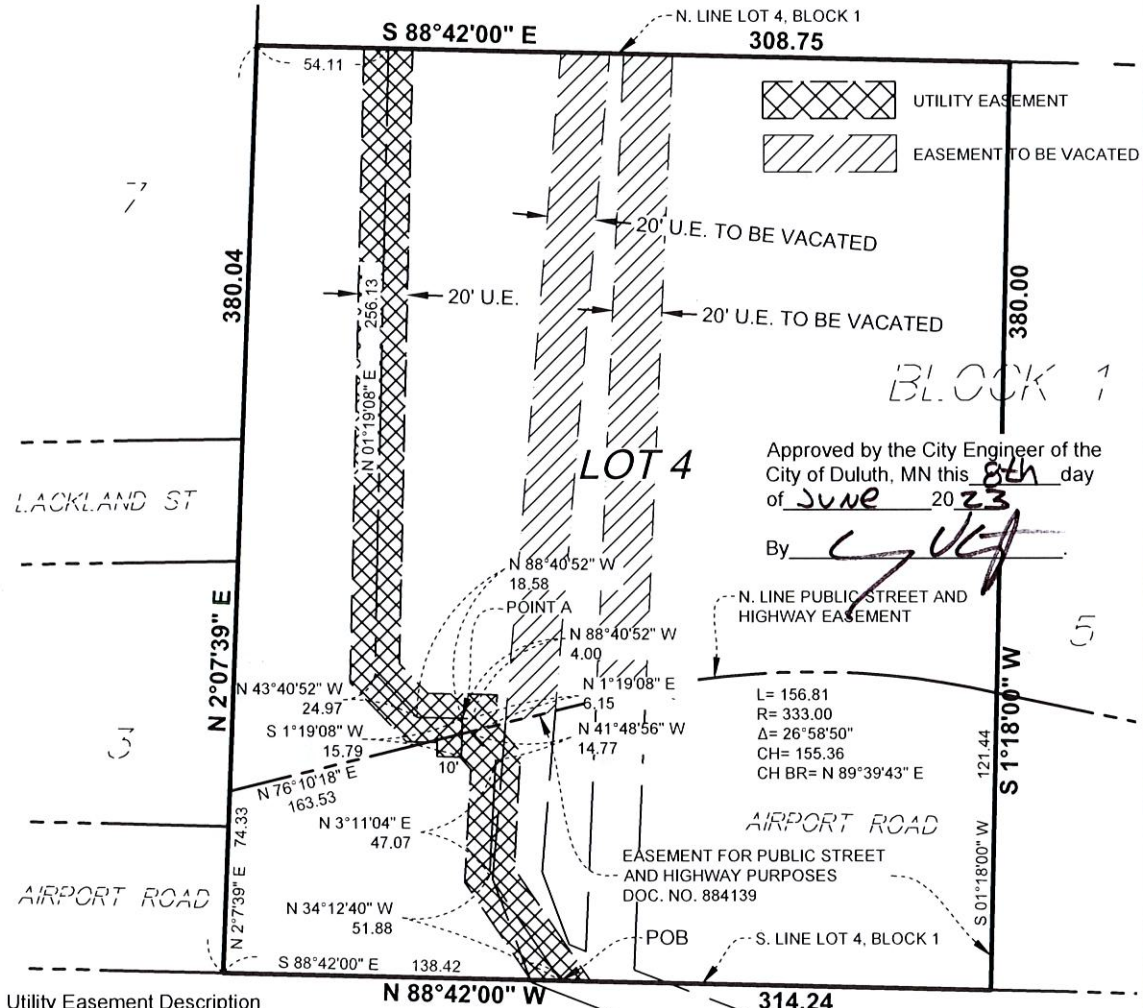 N. LINE LOT 4, BLOCK 1
S 88°42'00" E
308.75
54.11
UTILITY EASEMENT
EASEMENT TO BE VACATED
7
20' U.E. TO BE VACATED
380.04
256.13
20' U.E.
20' U.E. TO BE VACATED
380.00
N 01°19'08" E
BLOCK 1
LOT 4
Approved by the City Engineer of the
City of Duluth, MN this 8th day
of JUNE 20 23
By
LACKLAND ST
N 88°40'52" W
18.58
POINT A
N. LINE PUBLIC STREET AND
HIGHWAY EASEMENT
N 2°07'39" E
N 88°40'52" W
4.00
5
N 43°40'52" W
24.97
N 1°19'08" E
6.15
L= 156.81
R= 333.00
Δ= 26°58'50"
CH= 155.36
CH BR= N 89°39'43" E
S 1°18'00" W
3
S 1°19'08" W
15.79
N 41°48'56" W
14.77
121.44
10'
N 76°10'18" E
163.53
N 3°11'04" E
47.07
AIRPORT ROAD
74.33
EASEMENT FOR PUBLIC STREET
AND HIGHWAY PURPOSES
DOC. NO. 884139
S 01°18'00" W
AIRPORT ROAD
N 2°7'39" E
N 34°12'40" W
51.88
POB
S. LINE LOT 4, BLOCK 1
S 88°42'00" E 138.42
Utility Easement Description
N 88°42'00" W
314.24